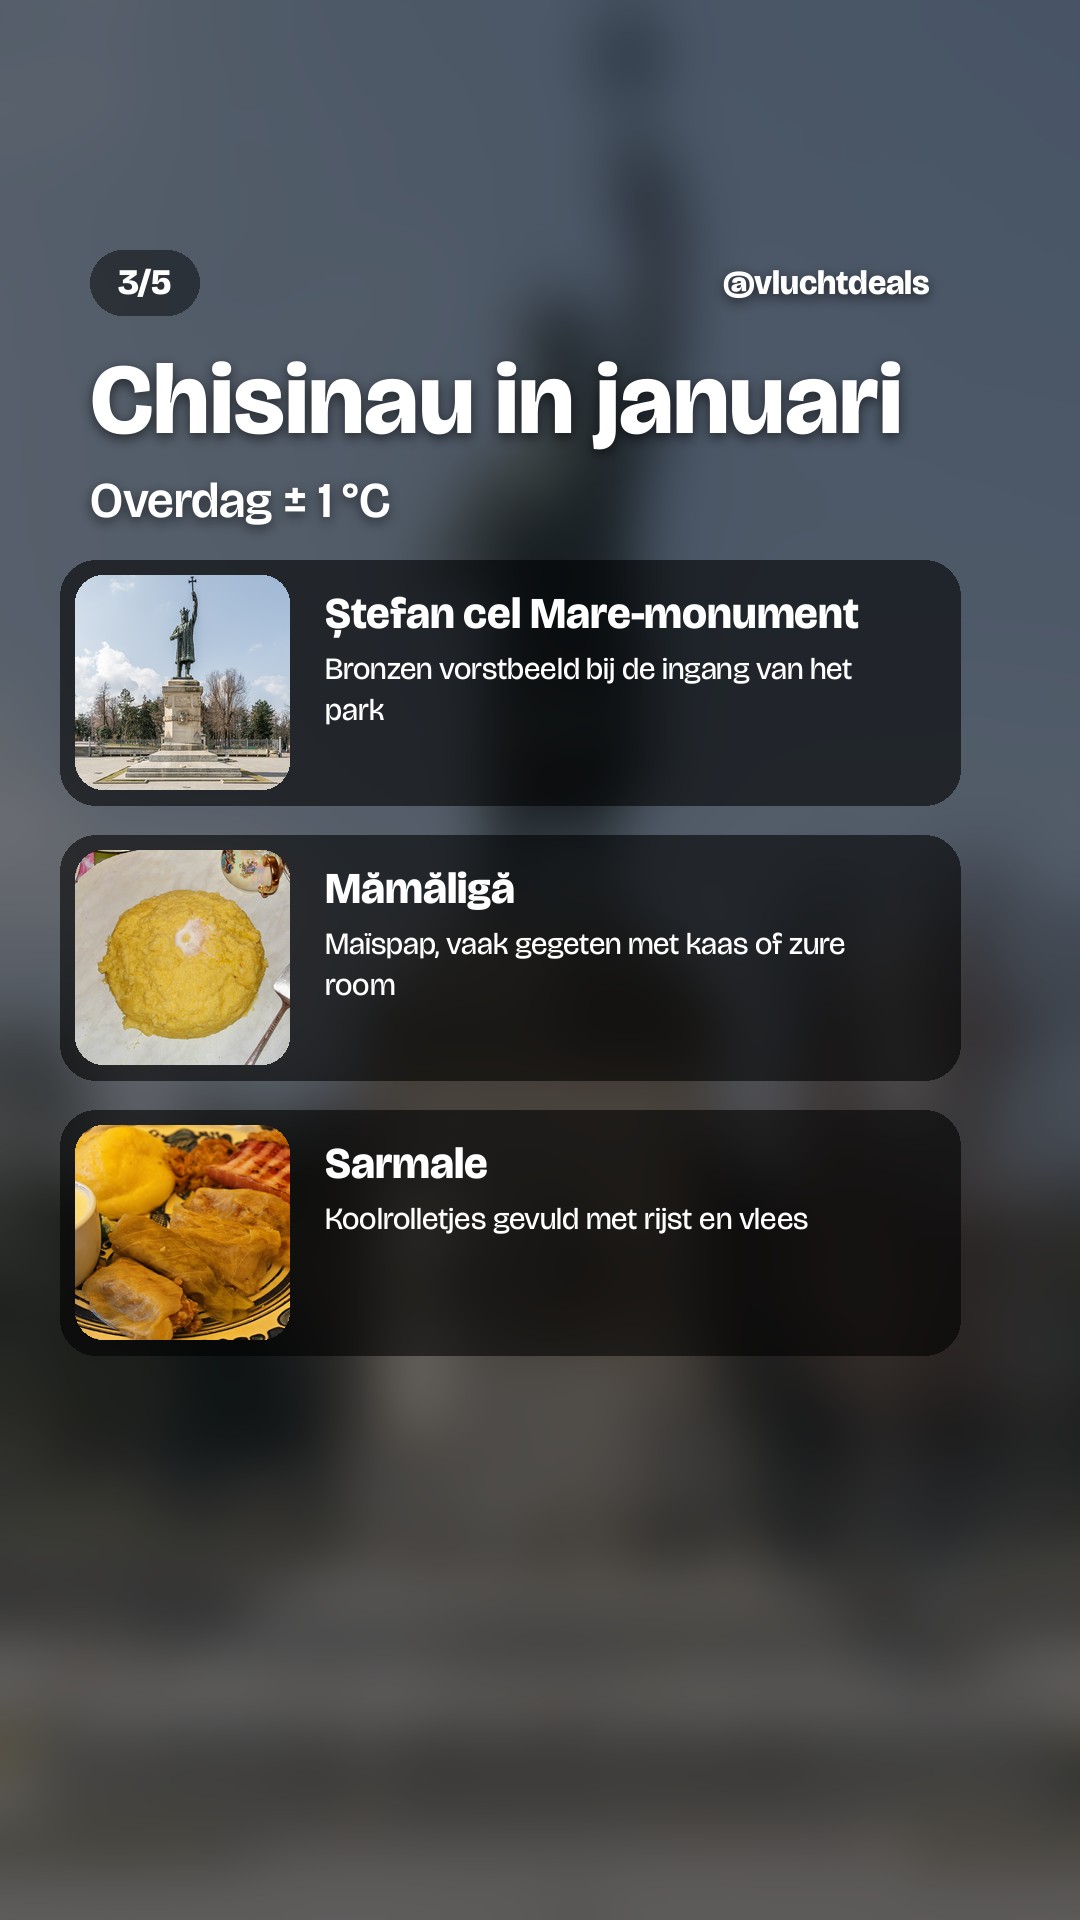 3/5
@vluchtdeals
Chisinau in januari
Overdag ± 1 °C
Ștefan cel Mare-monument
Bronzen vorstbeeld bij de ingang van het
park
Mămăligă
Maïspap, vaak gegeten met kaas of zure
room
Sarmale
Koolrolletjes gevuld met rijst en vlees